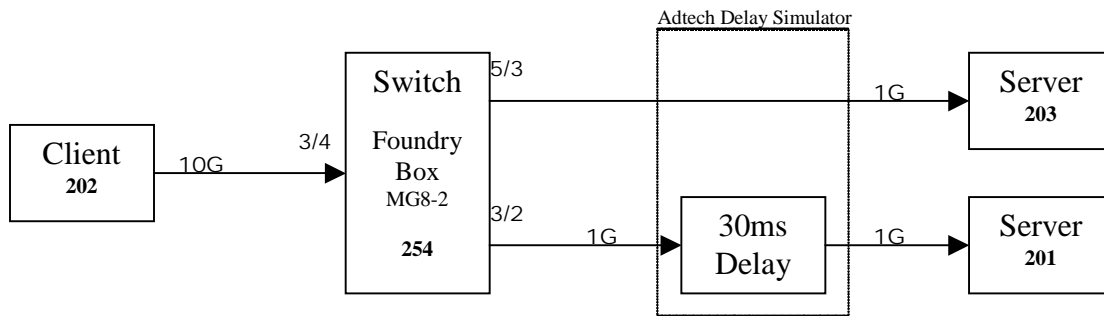 Adtech Delay Simulator
Client
202
10G
3/4
Switch
Foundry
Box
MG8-2
254
5/3
3/2
1G
1G
30ms
Delay
1G
Server
203
Server
201